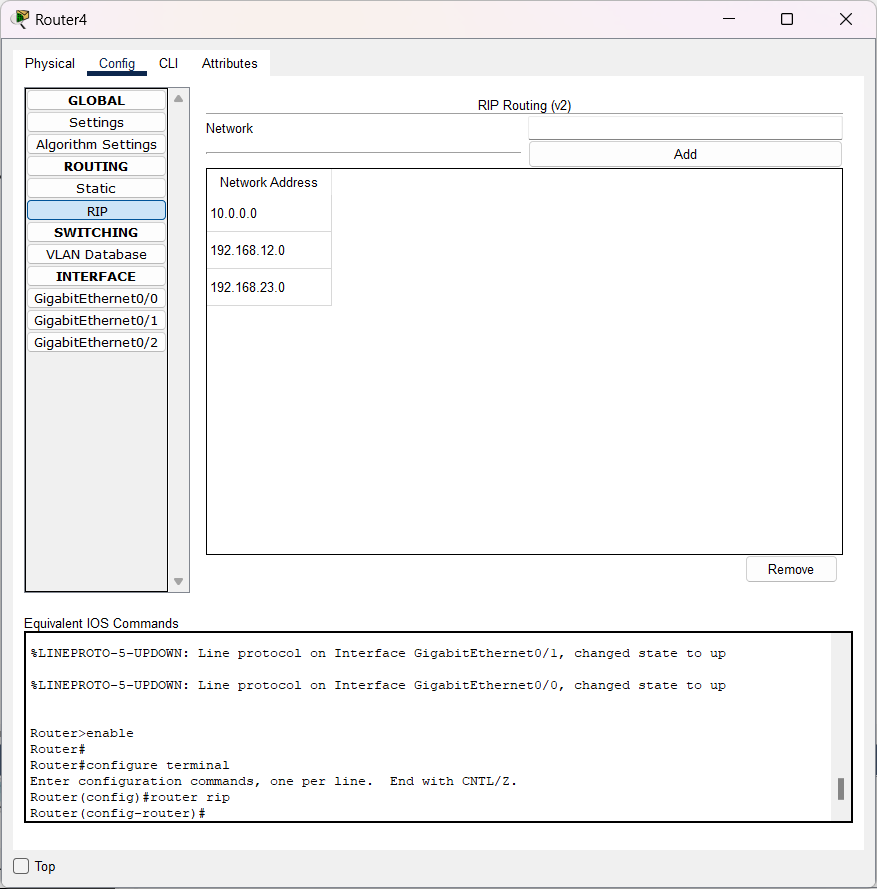 Router4
Physical Config CLI Attributes
GLOBAL
Settings
Algorithm Settings
ROUTING
Static
RIP
SWITCHING
VLAN Database
INTERFACE
GigabitEthernet0/0
GigabitEthernet0/1
GigabitEthernet0/2
RIP Routing (v2)
Network
Add
Network Address
10.0.0.0
192.168.12.0
192.168.23.0
Remove
Equivalent IOS Commands
%LINEPROTO-5-UPDOWN: Line protocol on Interface GigabitEthernet0/1, changed state to up
%LINEPROTO-5-UPDOWN: Line protocol on Interface GigabitEthernet0/0, changed state to up
Router>enable
Router#
Router#configure terminal
Enter configuration commands, one per line.  End with CNTL/Z.
Router(config)#router rip
Router(config-router)#
Top